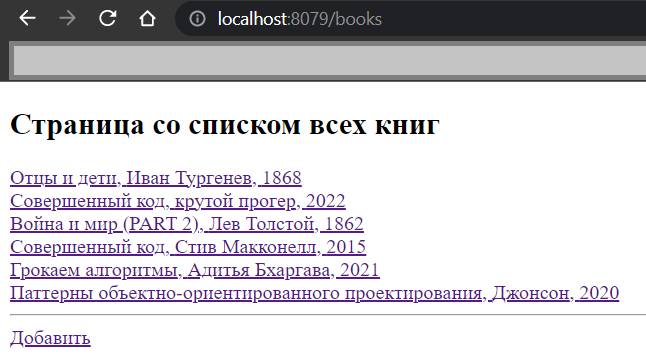 localhost:8079/books
Страница со списком всех книг
Отцы и дети, Иван Тургенев, 1868
Совершенный код, крутой прогер, 2022
Война и мир (PART 2), Лев Толстой, 1862
Совершенный код, Стив Макконелл, 2015
Грокаем алгоритмы, Адитья Бхаргава, 2021
Паттерны объектно-ориентированного проектирования, Джонсон, 2020
Добавить